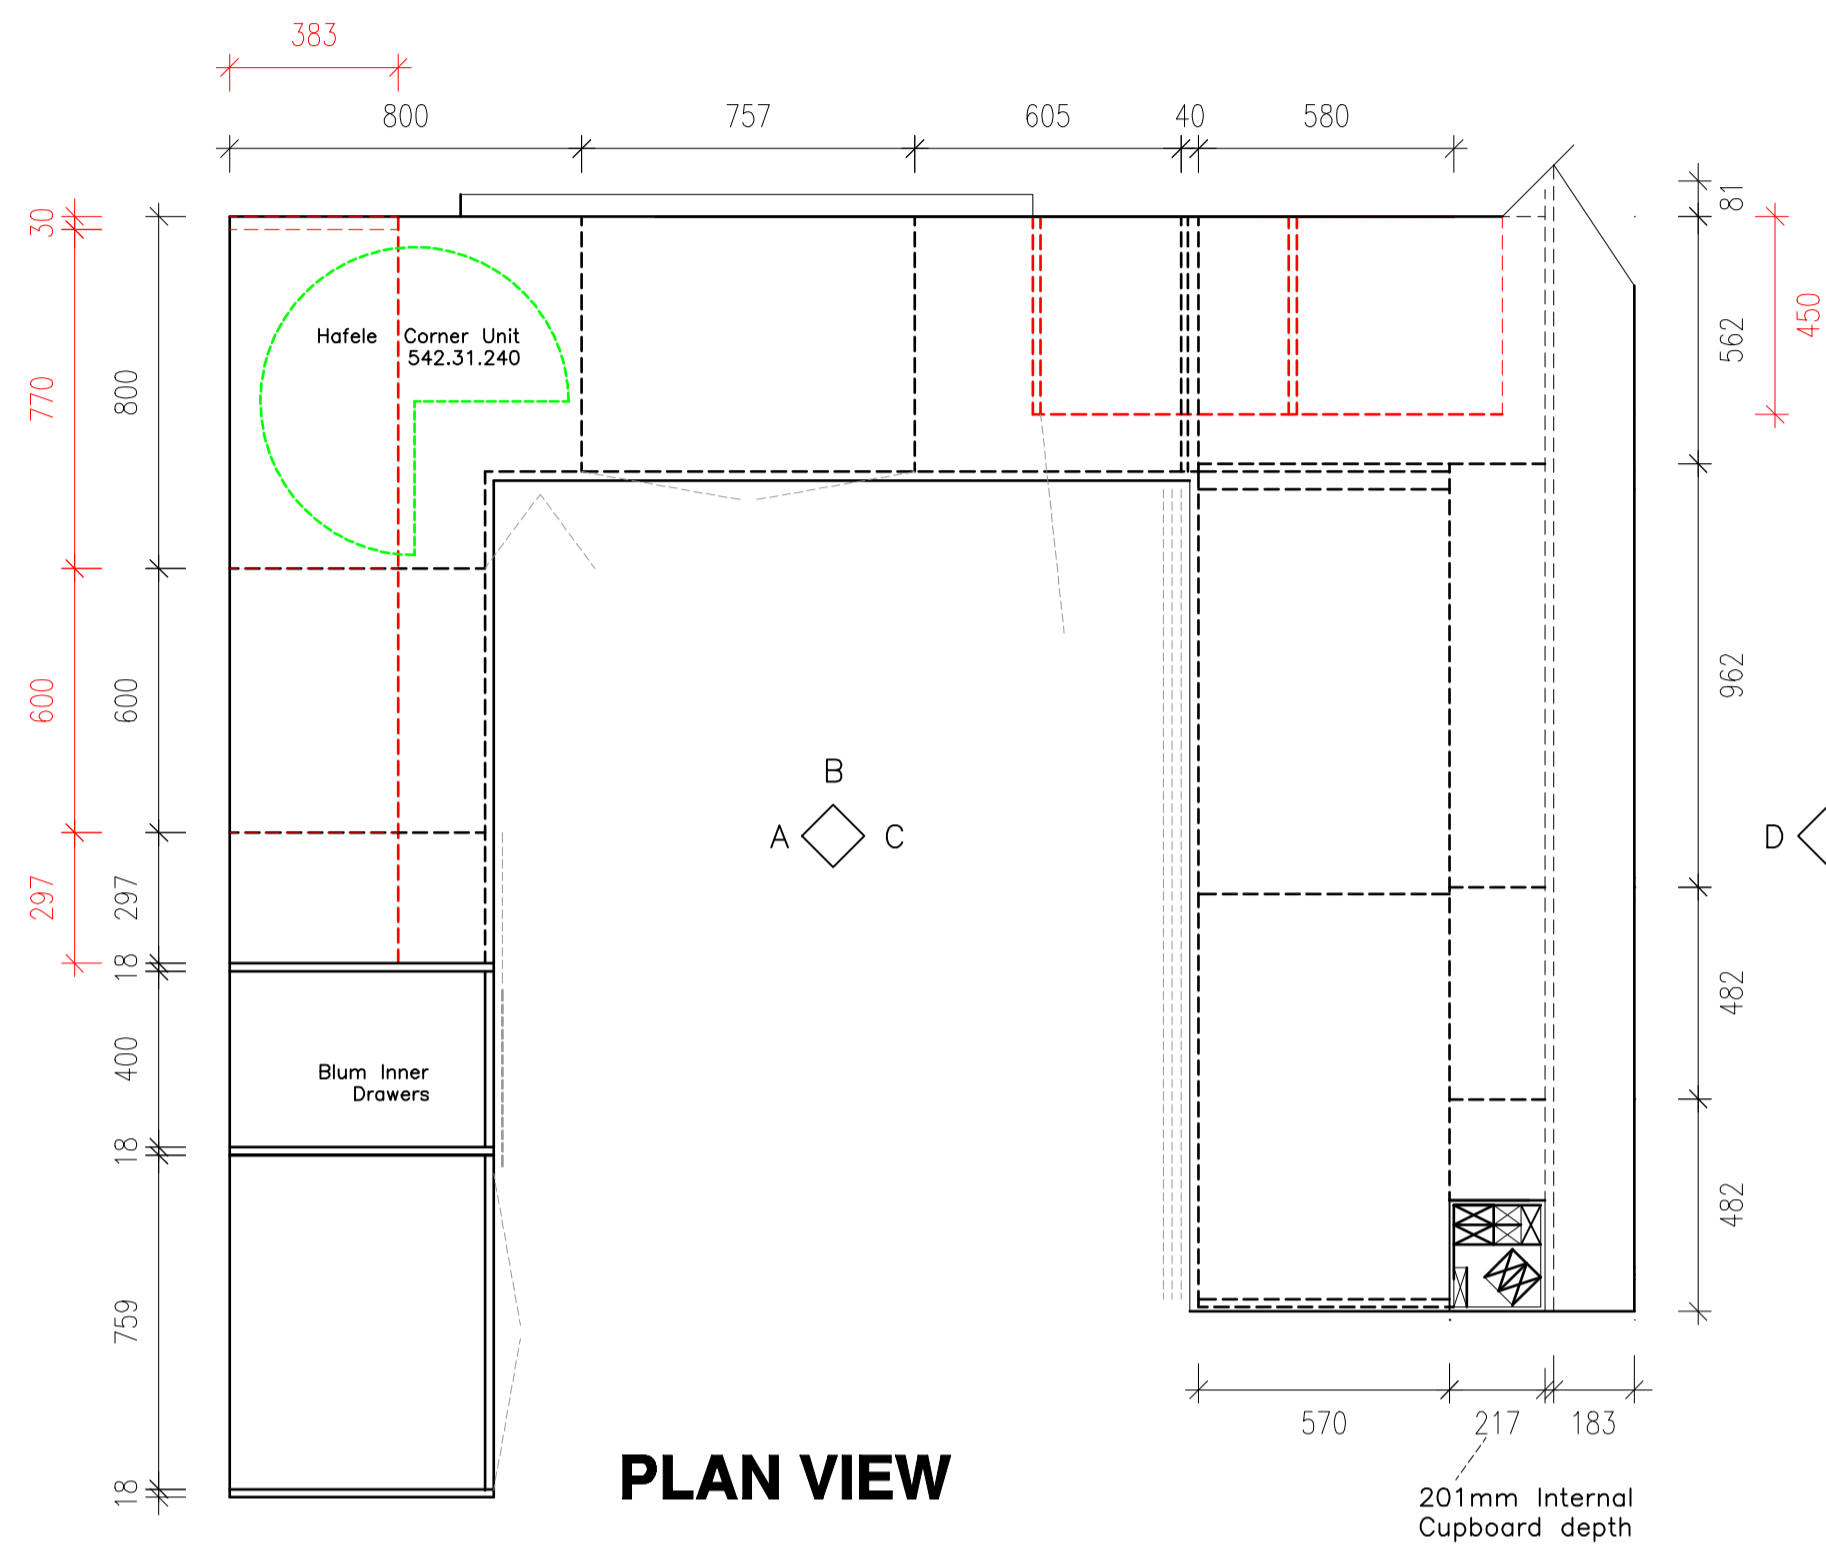 383
800 757 605 40 580
81
30
Hafele Corner Unit
542.31.240
450
562
770
800
962
600
600
B
A C
D
297
297
18
482
400
Blum Inner
Drawers
18
482
759
18
570 217 183
PLAN VIEW
201mm Internal
Cupboard depth